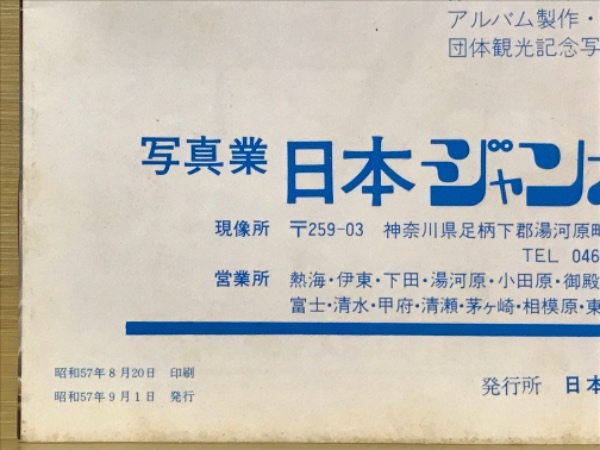 アルバム製作・
団体観光記念写
写真業 日本ジャン
現像所 〒259-03 神奈川県足柄下郡湯河原町
TEL 046
営業所 熱海・伊東・下田・湯河原・小田原・御殿
富士・清水・甲府・清瀬・茅ヶ崎・相模原・東
昭和57年8月20日 印刷
昭和57年9月1日 発行
発行所 日本